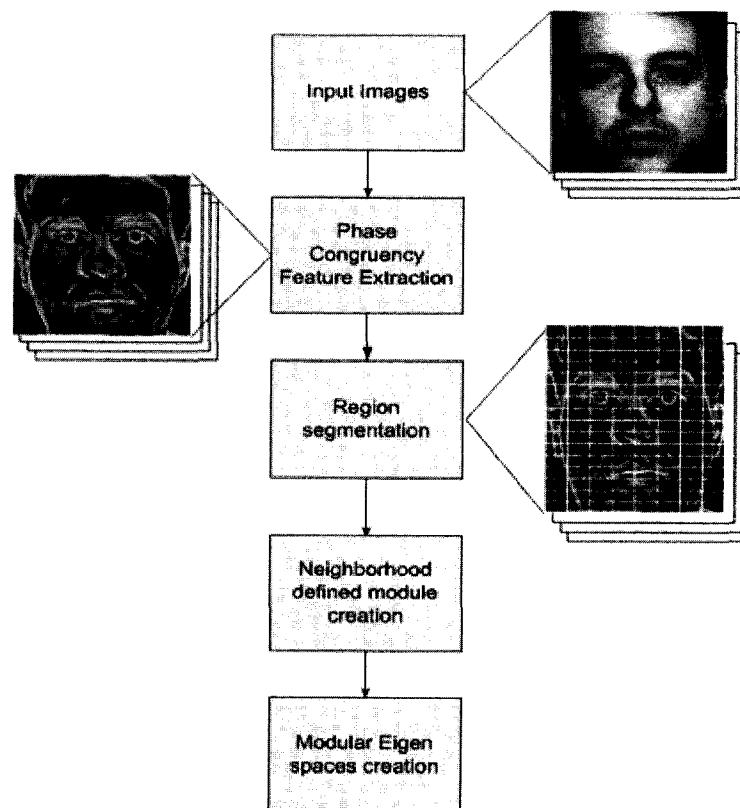 Input Images
Phase
Congruency
Feature Extraction
Region
segmentation
Neighborhood
defined module
creation
Modular Eigen
spaces creation